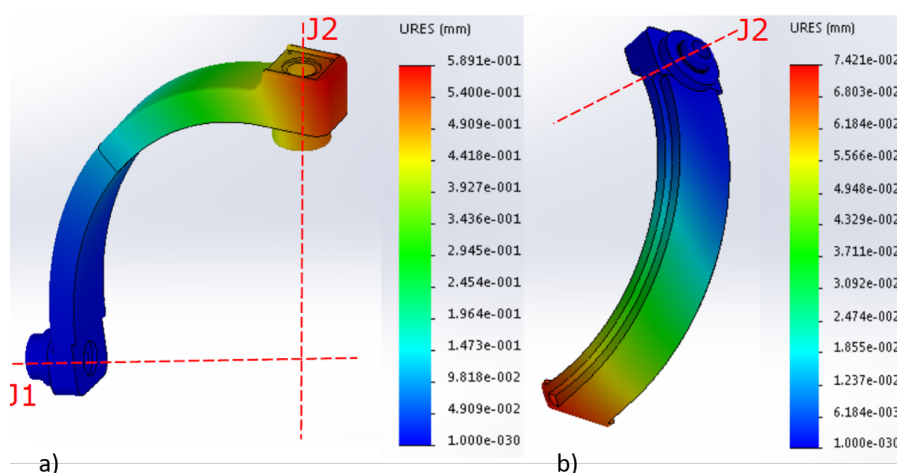 J2
URES (mm)
5.891e-001
5.400e-001
4.909e-001
4.418e-001
3.927e-001
3.436e-001
2.945e-001
2.454e-001
1.964e-001
1.473e-001
9.818e-002
4.909e-002
1.000e-030
J1
a)
J2
URES (mm)
7.421e-002
6.803e-002
6.184e-002
5.566e-002
4.948e-002
4.329e-002
3.711e-002
3.092e-002
2.474e-002
1.855e-002
1.237e-002
6.184e-003
1.000e-030
b)